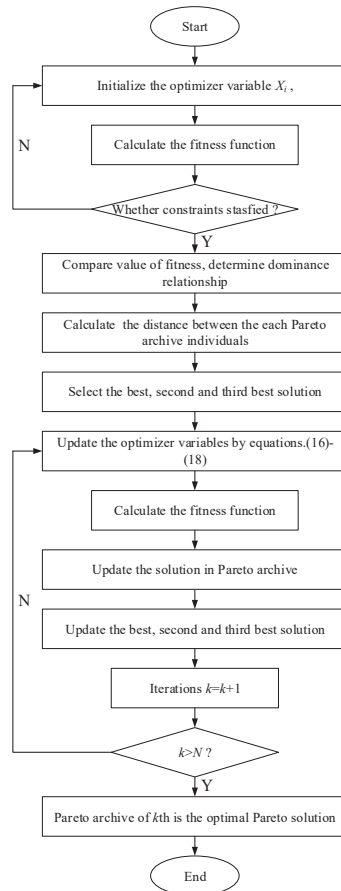 Start
Initialize the optimizer variable Xi ,
N
Calculate the fitness function
Whether constraints stasfied ?
Y
Compare value of fitness, determine dominance
relationship
Calculate the distance between the each Pareto
archive individuals
Select the best, second and third best solution
Update the optimizer variables by equations.(16)-
(18)
Calculate the fitness function
N
Update the solution in Pareto archive
Update the best, second and third best solution
Iterations k=k+1
k>N ?
Y
Pareto archive of kth is the optimal Pareto solution
End